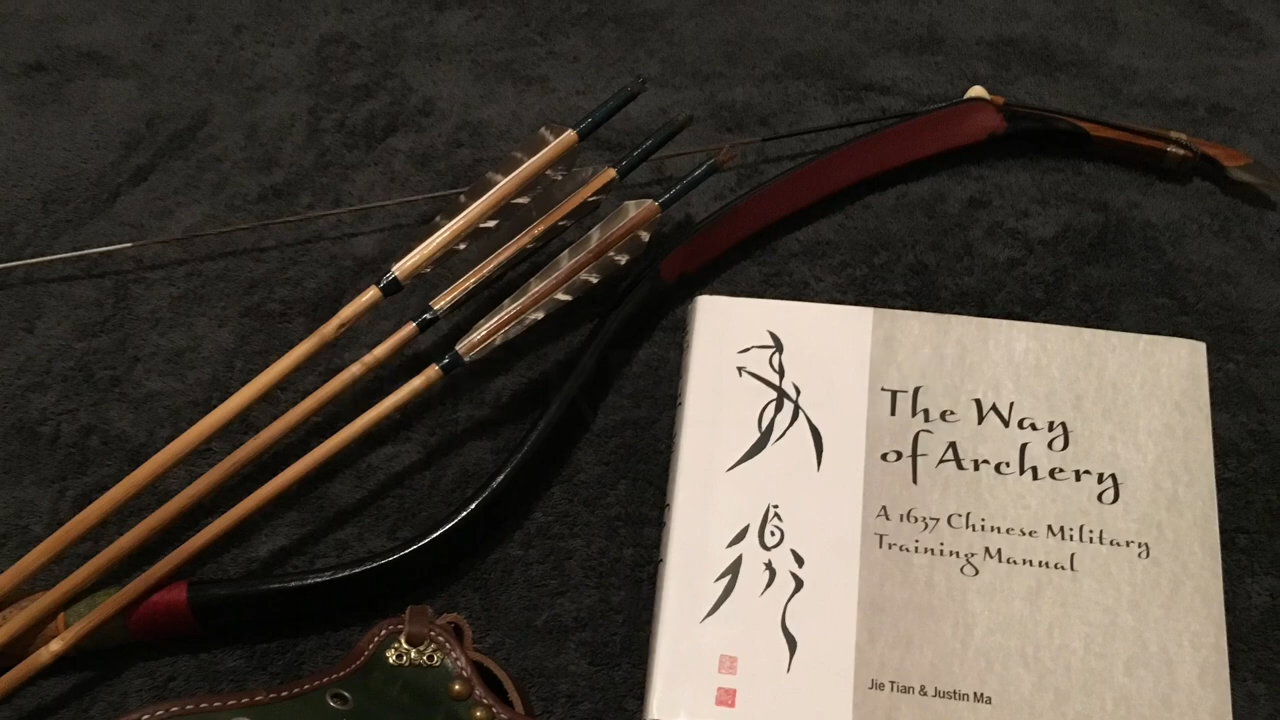 The Way
of Archery
A 1637 Chinese Military
Training Manual
Jie Tian & Justin Ma